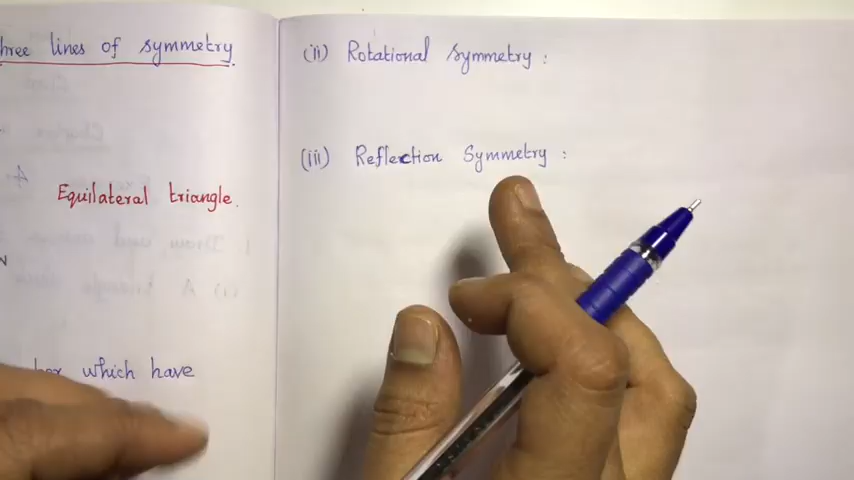 three lines of symmetry
Equilateral triangle.
which have
(ii) Rotational symmetry :
(iii) Reflection Symmetry :